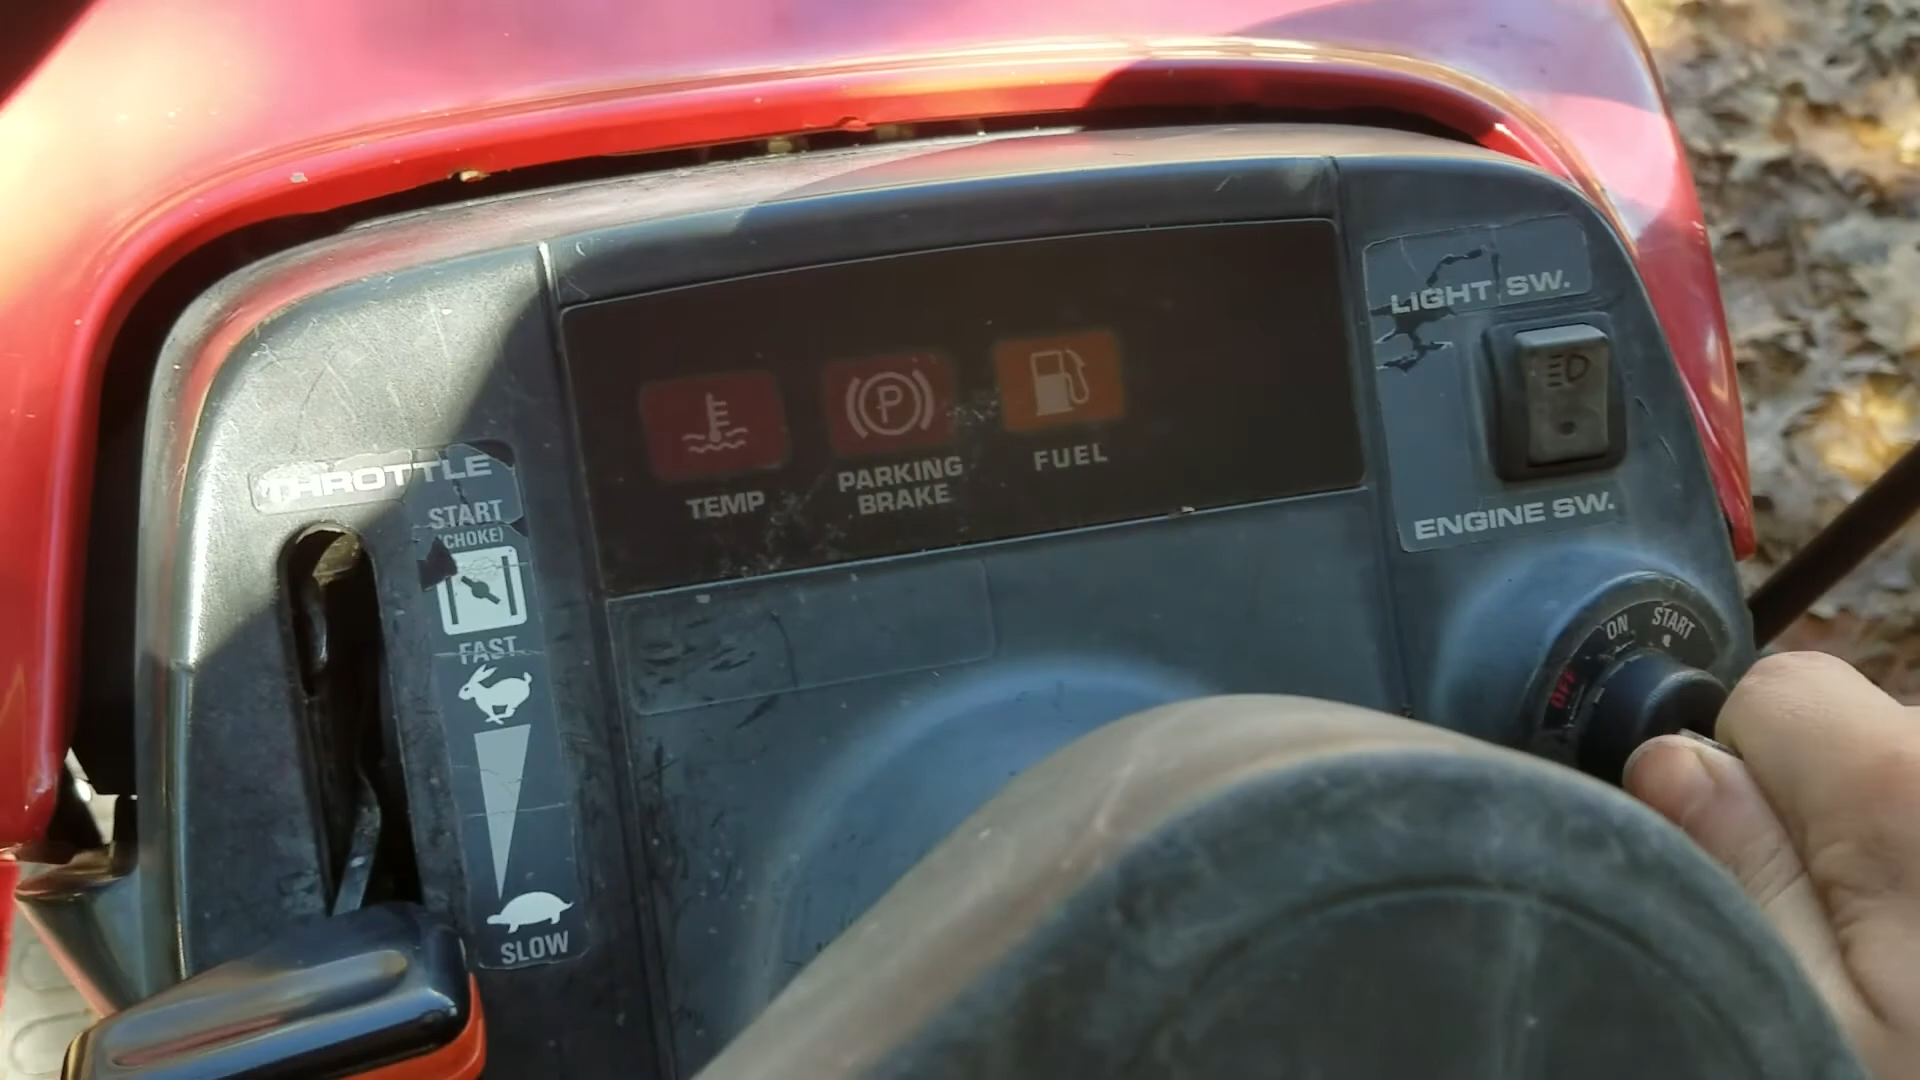 THROTTLE
START
(CHOKE)
FAST
SLOW
TEMP
P
PARKING
BRAKE
FUEL
LIGHT SW.
ENGINE SW.
OFF
ON
START